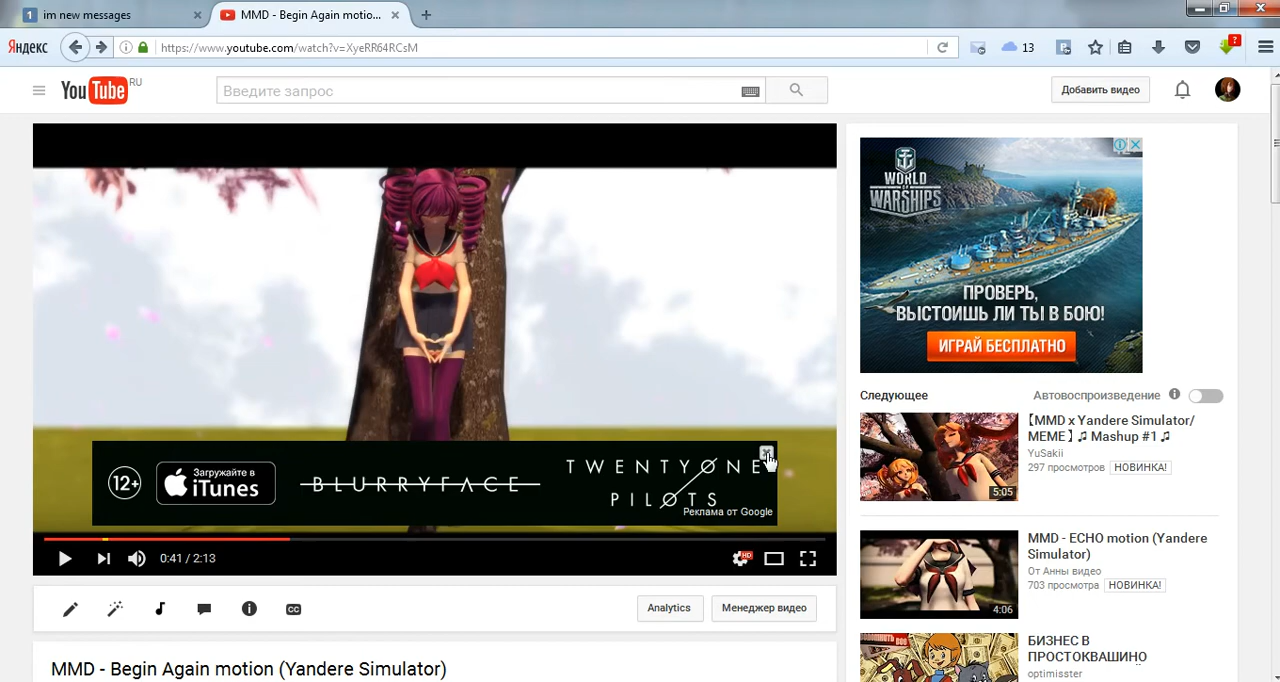 1 im new messages
MMD - Begin Again motio...
Яндекс
https://www.youtube.com/watch?v=XyeRR64RCsM
13
?
YouTube RU
Введите запрос
Добавить видео
WORLD
OF
WARSHIPS
ПРОВЕРЬ,
ВЫСТОИШЬ ЛИ ТЫ В БОЮ!
ИГРАЙ БЕСПЛАТНО
12+
Загружайте в
iTunes
BLURRYFACE
TWENTY ONE
PILOTS
Реклама от Google
0:41 / 2:13
HD
CC
Analytics
Менеджер видео
MMD - Begin Again motion (Yandere Simulator)
Следующее
Автовоспроизведение
【MMD x Yandere Simulator/
MEME】♫ Mashup #1 ♫
YuSakii
297 просмотров НОВИНКА!
5:05
MMD - ECHO motion (Yandere
Simulator)
От Анны видео
703 просмотра НОВИНКА!
4:06
БИЗНЕС В
ПРОСТОКВАШИНО
optimisster